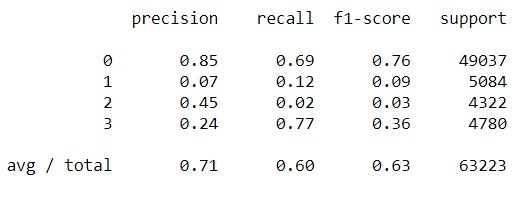 precision recall f1-score support
0 0.85 0.69 0.76 49037
1 0.07 0.12 0.09 5084
2 0.45 0.02 0.03 4322
3 0.24 0.77 0.36 4780
avg / total 0.71 0.60 0.63 63223